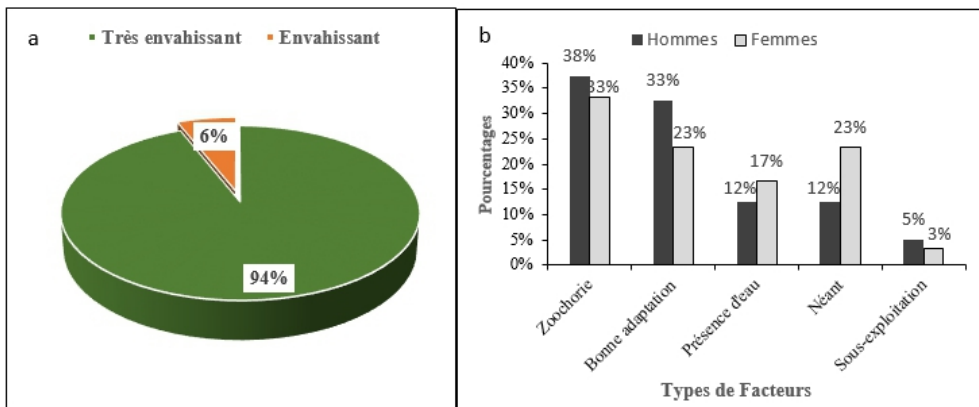 a
Très envahissant Envahissant
6%
94%
b
Hommes Femmes
Pourcentages
40%
35%
30%
25%
20%
15%
10%
5%
0%
38% 33%
33% 23%
12% 17%
12% 23%
5% 3%
Zoochorie
Bonne adaptation
Présence d'eau
Néant
Sous-exploitation
Types de Facteurs